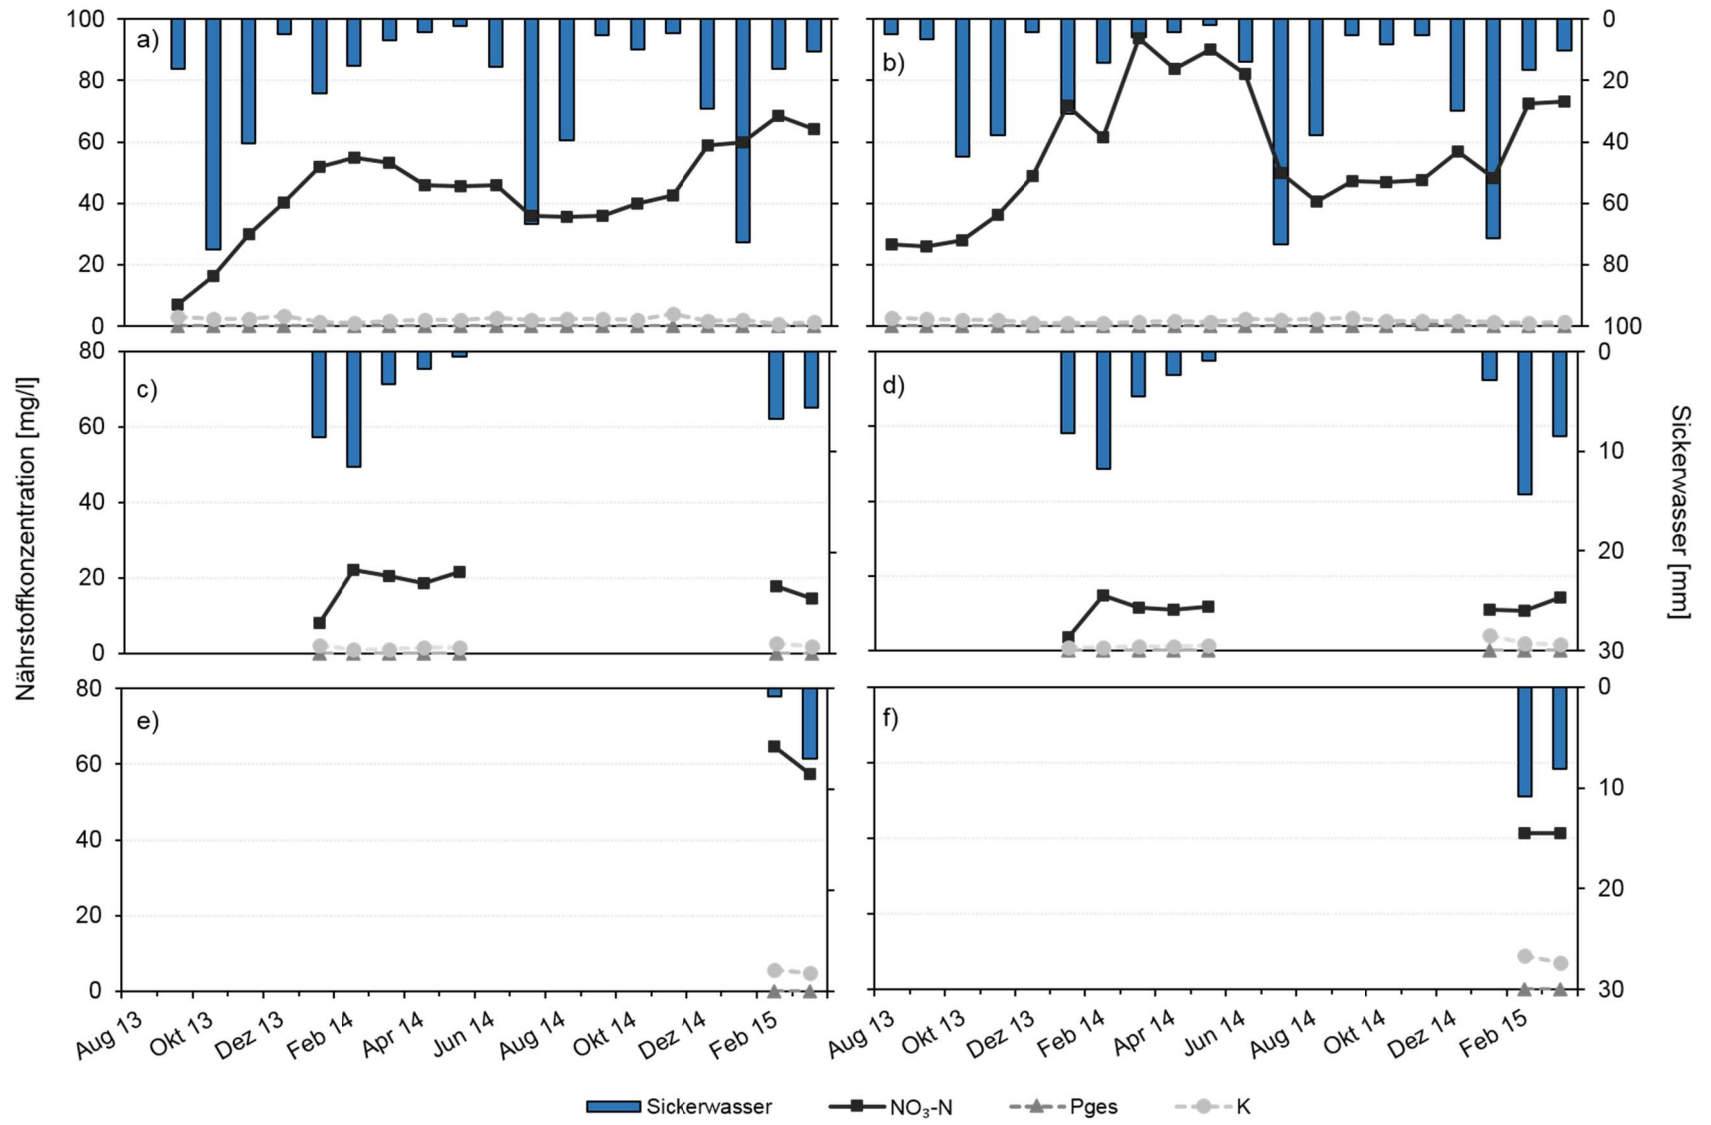 a)
b)
100
80
60
40
20
0
0
20
40
60
80
100
c)
d)
80
60
40
20
0
0
10
20
30
e)
f)
80
60
40
20
0
0
10
20
30
Nährstoffkonzentration [mg/l]
Sickerwasser [mm]
Aug 13 Okt 13 Dez 13 Feb 14 Apr 14 Jun 14 Aug 14 Okt 14 Dez 14 Feb 15
Aug 13 Okt 13 Dez 13 Feb 14 Apr 14 Jun 14 Aug 14 Okt 14 Dez 14 Feb 15
Sickerwasser NO₃-N Pges K